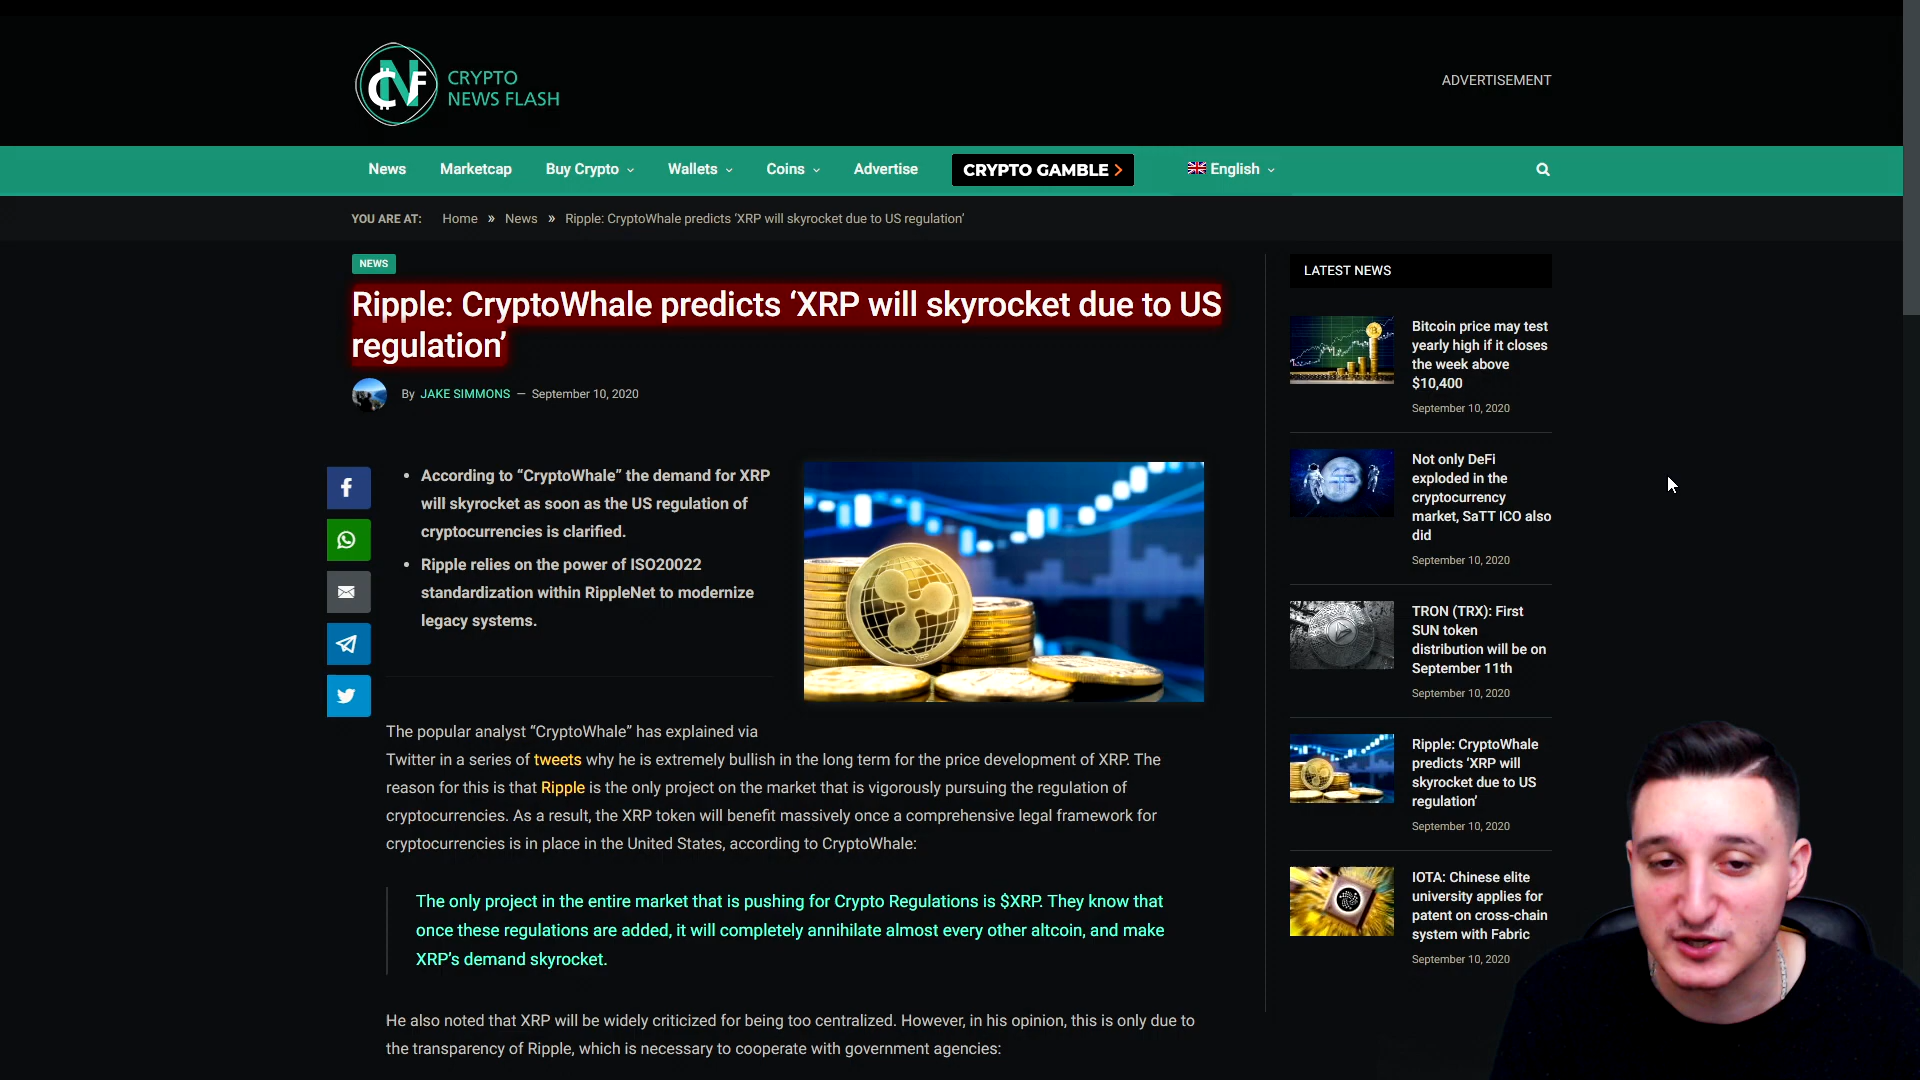 CNF
CRYPTO
NEWS FLASH
ADVERTISEMENT
News Marketcap Buy Crypto Wallets Coins Advertise CRYPTO GAMBLE > English
YOU ARE AT: Home » News » Ripple: CryptoWhale predicts ‘XRP will skyrocket due to US regulation’
NEWS
Ripple: CryptoWhale predicts ‘XRP will skyrocket due to US
regulation’
By JAKE SIMMONS — September 10, 2020
• According to “CryptoWhale” the demand for XRP
will skyrocket as soon as the US regulation of
cryptocurrencies is clarified.
• Ripple relies on the power of ISO20022
standardization within RippleNet to modernize
legacy systems.
The popular analyst “CryptoWhale” has explained via
Twitter in a series of tweets why he is extremely bullish in the long term for the price development of XRP. The
reason for this is that Ripple is the only project on the market that is vigorously pursuing the regulation of
cryptocurrencies. As a result, the XRP token will benefit massively once a comprehensive legal framework for
cryptocurrencies is in place in the United States, according to CryptoWhale:
The only project in the entire market that is pushing for Crypto Regulations is $XRP. They know that
once these regulations are added, it will completely annihilate almost every other altcoin, and make
XRP’s demand skyrocket.
He also noted that XRP will be widely criticized for being too centralized. However, in his opinion, this is only due to
the transparency of Ripple, which is necessary to cooperate with government agencies:
LATEST NEWS
Bitcoin price may test
yearly high if it closes
the week above
$10,400
September 10, 2020
Not only DeFi
exploded in the
cryptocurrency
market, SaTT ICO also
did
September 10, 2020
TRON (TRX): First
SUN token
distribution will be on
September 11th
September 10, 2020
Ripple: CryptoWhale
predicts ‘XRP will
skyrocket due to US
regulation’
September 10, 2020
IOTA: Chinese elite
university applies for
patent on cross-chain
system with Fabric
September 10, 2020